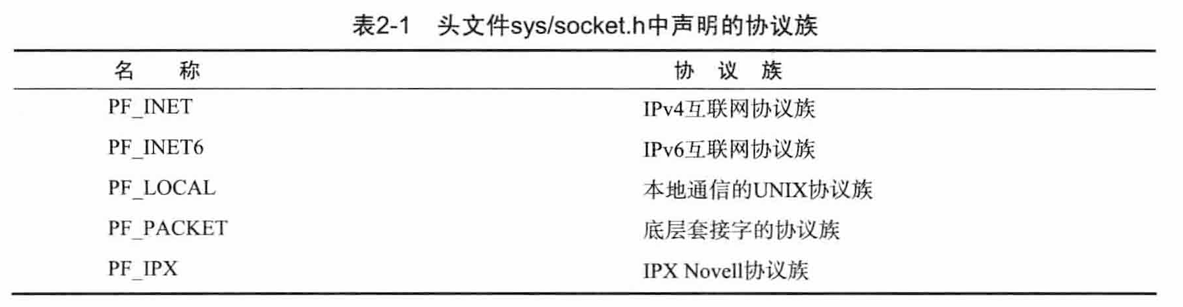 表2-1 头文件sys/socket.h中声明的协议族
名 称 协 议 族
PF_INET IPv4互联网协议族
PF_INET6 IPv6互联网协议族
PF_LOCAL 本地通信的UNIX协议族
PF_PACKET 底层套接字的协议族
PF_IPX IPX Novell协议族